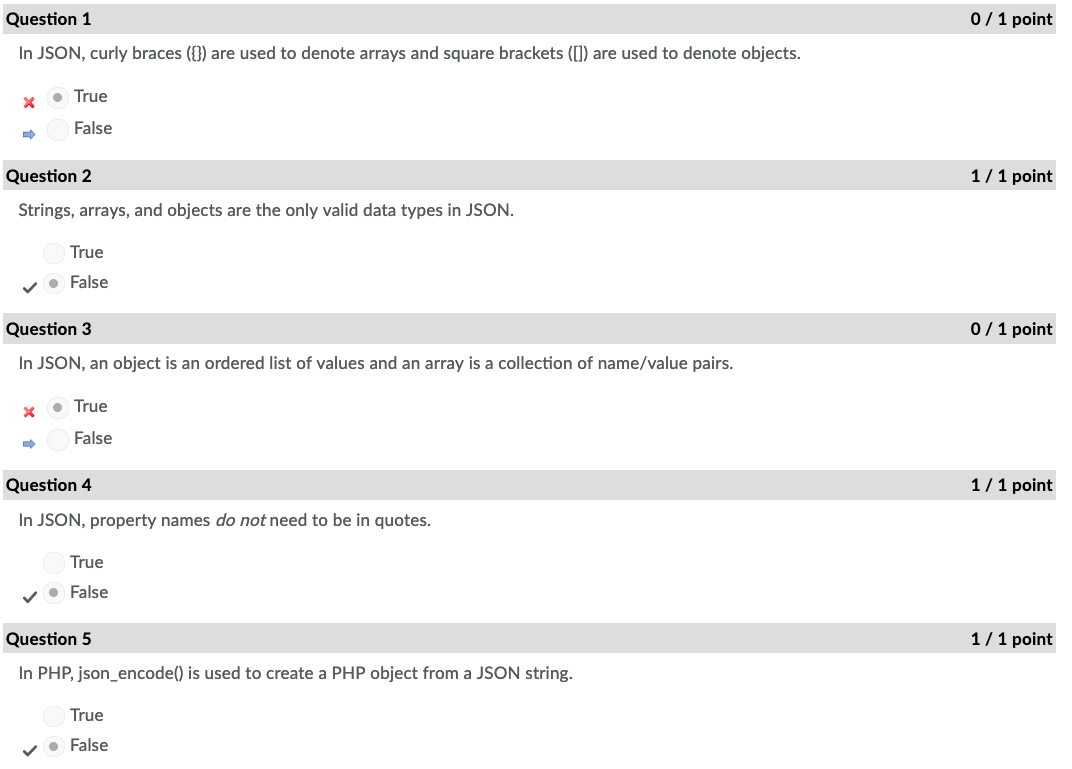 Question 1 0 / 1 point
In JSON, curly braces ({}) are used to denote arrays and square brackets ([]) are used to denote objects.
True
False
Question 2 1 / 1 point
Strings, arrays, and objects are the only valid data types in JSON.
True
False
Question 3 0 / 1 point
In JSON, an object is an ordered list of values and an array is a collection of name/value pairs.
True
False
Question 4 1 / 1 point
In JSON, property names do not need to be in quotes.
True
False
Question 5 1 / 1 point
In PHP, json_encode() is used to create a PHP object from a JSON string.
True
False